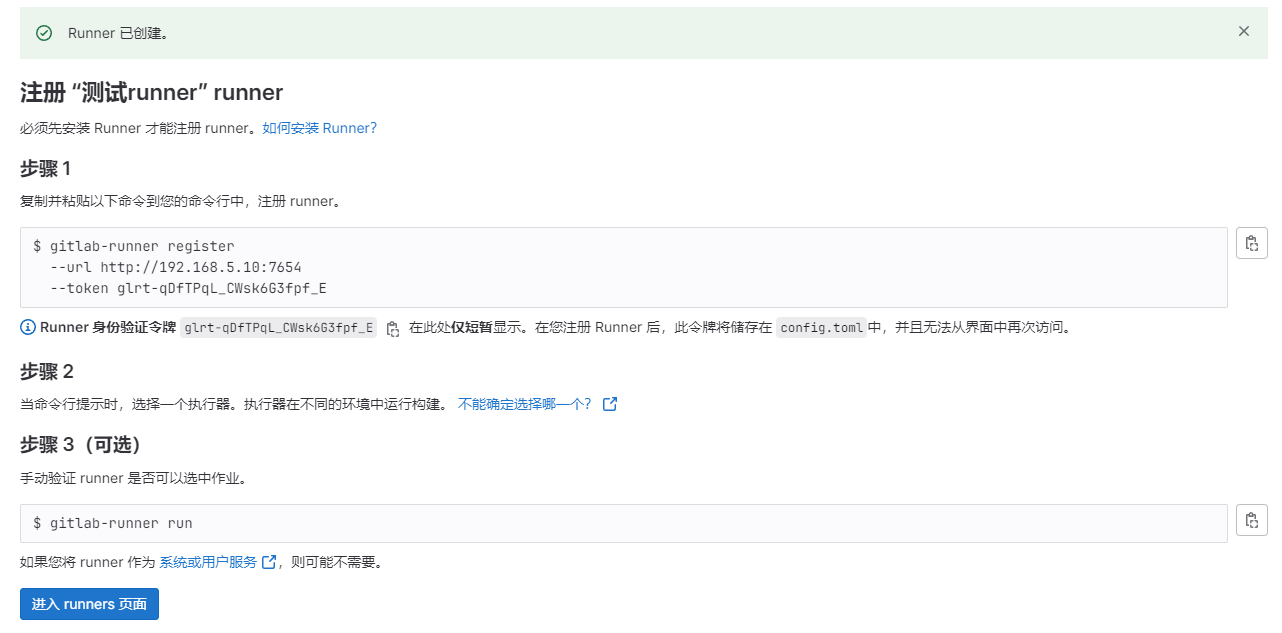 Runner 已创建。
注册 “测试runner” runner
必须先安装 Runner 才能注册 runner。如何安装 Runner?
步骤 1
复制并粘贴以下命令到您的命令行中，注册 runner。
$ gitlab-runner register
--url http://192.168.5.10:7654
--token glrt-qDfTPqL_CWsk6G3fpf_E
Runner 身份验证令牌 glrt-qDfTPqL_CWsk6G3fpf_E 在此处仅短暂显示。在您注册 Runner 后，此令牌将储存在 config.toml 中，并且无法从界面中再次访问。
步骤 2
当命令行提示时，选择一个执行器。执行器在不同的环境中运行构建。 不能确定选择哪一个?
步骤 3（可选）
手动验证 runner 是否可以选中作业。
$ gitlab-runner run
如果您将 runner 作为 系统或用户服务，则可能不需要。
进入 runners 页面